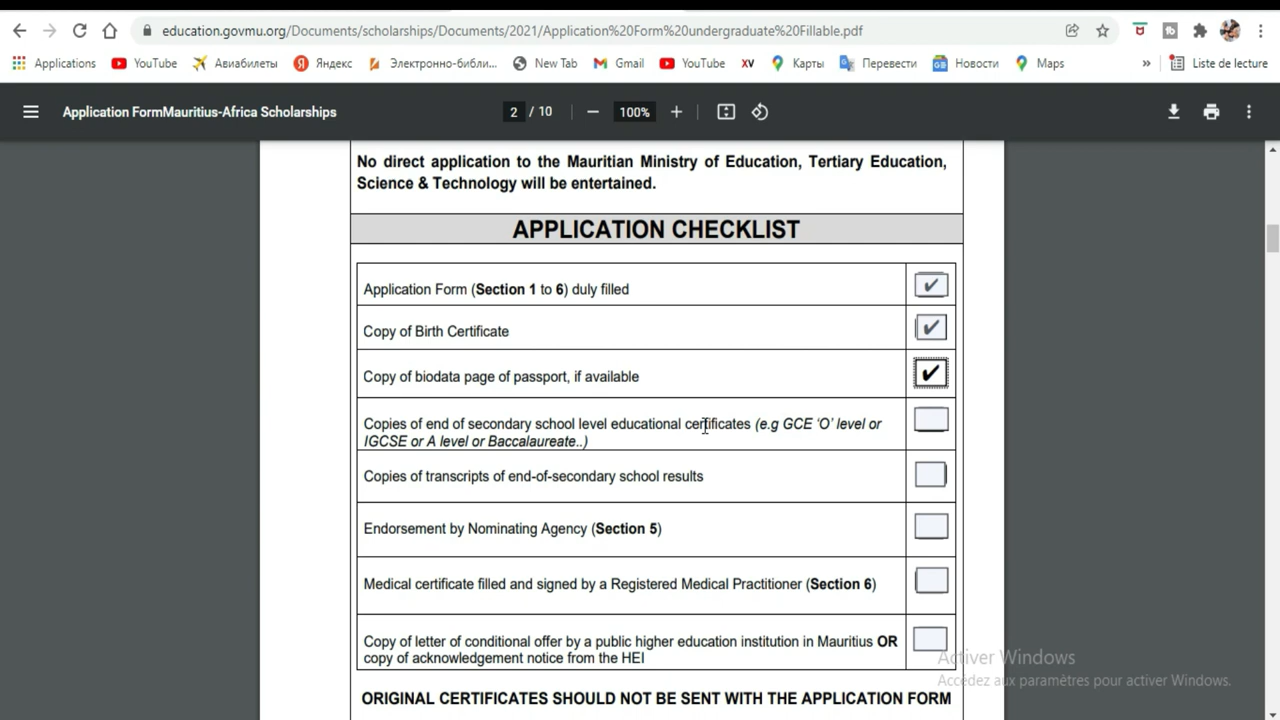 education.govmu.org/Documents/scholarships/Documents/2021/Application%20Form%20undergraduate%20Fillable.pdf
Applications YouTube Авиабилеты Яндекс Электронно-библи... New Tab Gmail YouTube XV Карты Перевести Новости Maps » Liste de lecture
Application FormMauritius-Africa Scholarships 2 / 10 100%
No direct application to the Mauritian Ministry of Education, Tertiary Education,
Science & Technology will be entertained.
APPLICATION CHECKLIST
Application Form (Section 1 to 6) duly filled
Copy of Birth Certificate
Copy of biodata page of passport, if available
Copies of end of secondary school level educational certificates (e.g GCE ‘O’ level or
IGCSE or A level or Baccalaureate..)
Copies of transcripts of end-of-secondary school results
Endorsement by Nominating Agency (Section 5)
Medical certificate filled and signed by a Registered Medical Practitioner (Section 6)
Copy of letter of conditional offer by a public higher education institution in Mauritius OR
copy of acknowledgement notice from the HEI
Activer Windows
Accédez aux paramètres pour activer Windows.
ORIGINAL CERTIFICATES SHOULD NOT BE SENT WITH THE APPLICATION FORM